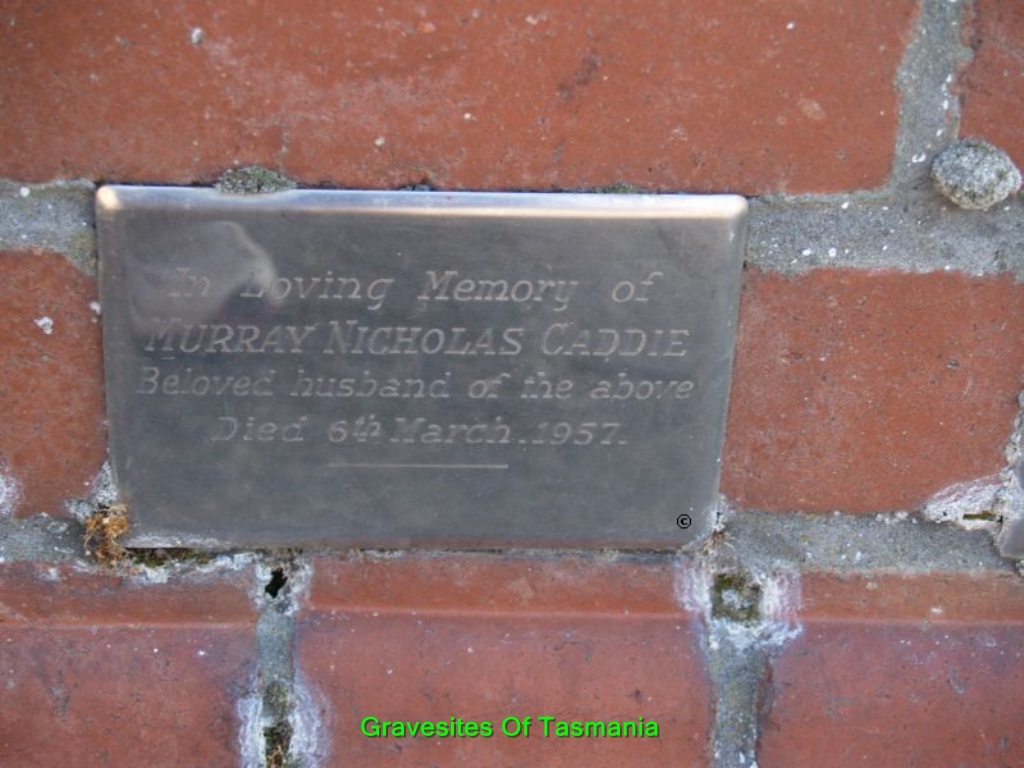 In Loving Memory of
MURRAY NICHOLAS CADDIE
Beloved husband of the above
Died 6th March. 1957.
©
Gravesites Of Tasmania